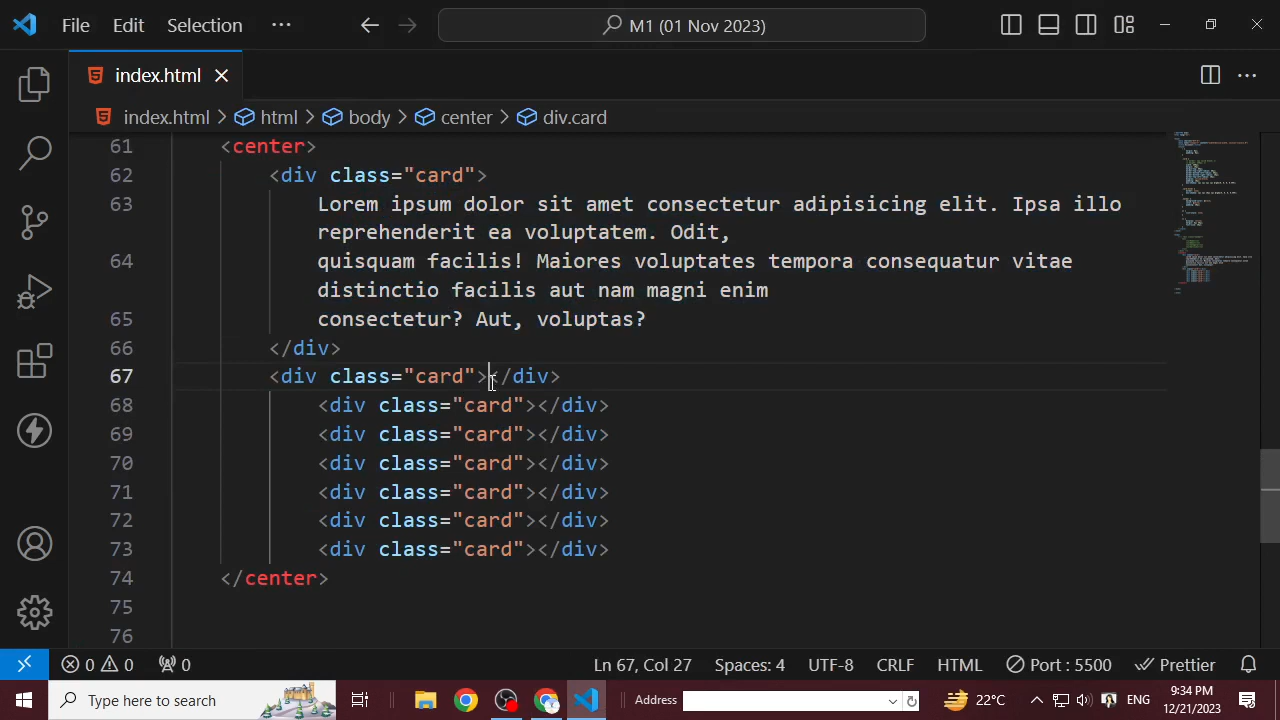 File Edit Selection ··· M1 (01 Nov 2023)
index.html
index.html > html > body > center > div.card
61 <center>
62 <div class="card">
63 Lorem ipsum dolor sit amet consectetur adipisicing elit. Ipsa illo
reprehenderit ea voluptatem. Odit,
64 quisquam facilis! Maiores voluptates tempora consequatur vitae
distinctio facilis aut nam magni enim
65 consectetur? Aut, voluptas?
66 </div>
67 <div class="card"></div>
68 <div class="card"></div>
69 <div class="card"></div>
70 <div class="card"></div>
71 <div class="card"></div>
72 <div class="card"></div>
73 <div class="card"></div>
74 </center>
75
76
0 0 0 Ln 67, Col 27 Spaces: 4 UTF-8 CRLF HTML Port : 5500 Prettier
Type here to search Address 22°C ENG 9:34 PM
12/21/2023